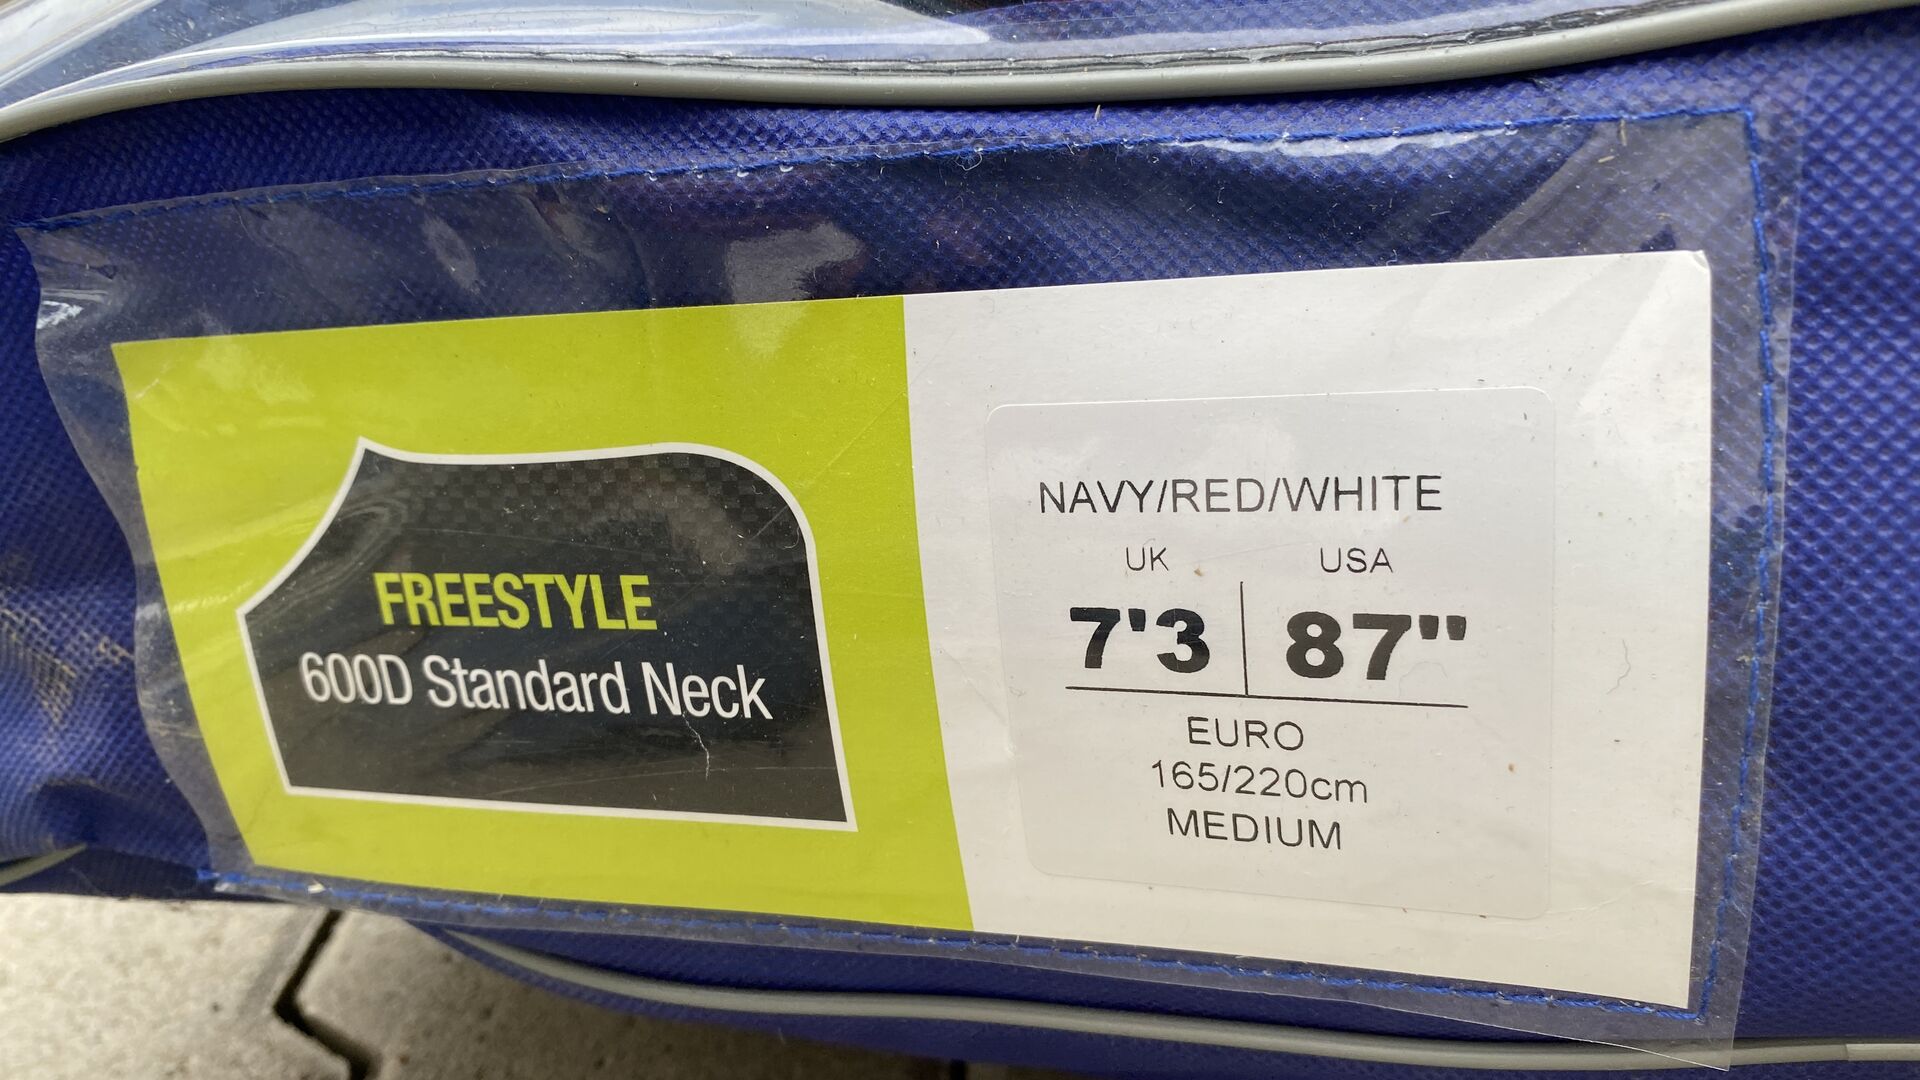 FREESTYLE
600D Standard Neck
NAVY/RED/WHITE
UK USA
7'3 87"
EURO
165/220cm
MEDIUM